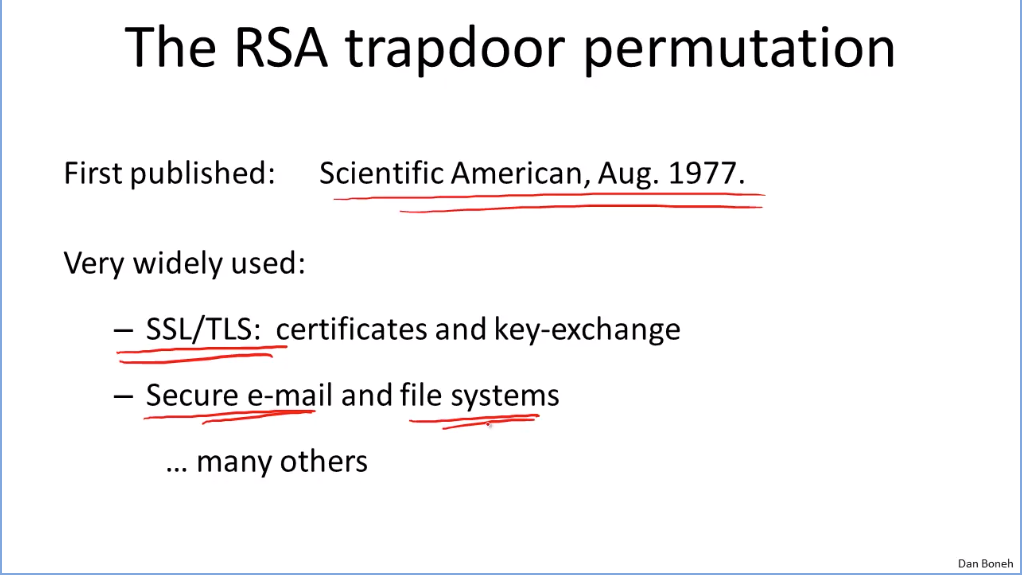 The RSA trapdoor permutation
First published: Scientific American, Aug. 1977.
Very widely used:
– SSL/TLS: certificates and key-exchange
– Secure e-mail and file systems
… many others
Dan Boneh